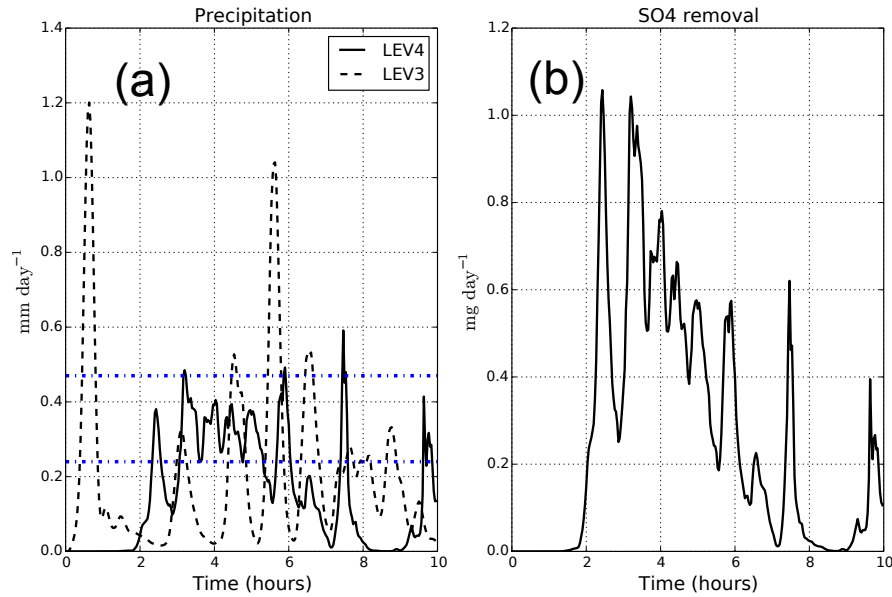 Precipitation
(a)
LEV4
LEV3
1.4
1.2
1.0
0.8
0.6
0.4
0.2
0.0
mm day⁻¹
0 2 4 6 8 10
Time (hours)
SO4 removal
(b)
1.2
1.0
0.8
0.6
0.4
0.2
0.0
mg day⁻¹
0 2 4 6 8 10
Time (hours)